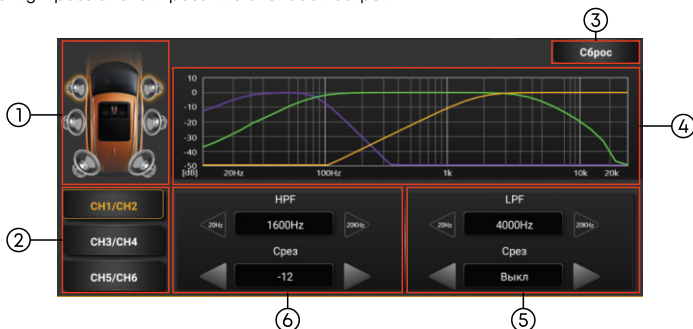 3
Сброс
1
10
0
-10
-20
-30
-40
-50
[dB]
20Hz
100Hz
1k
10k
20k
4
2
CH1/CH2
CH3/CH4
CH5/CH6
HPF
20Hz
1600Hz
20KHz
Срез
-12
LPF
20Hz
4000Hz
20KHz
Срез
Выкл
6
5